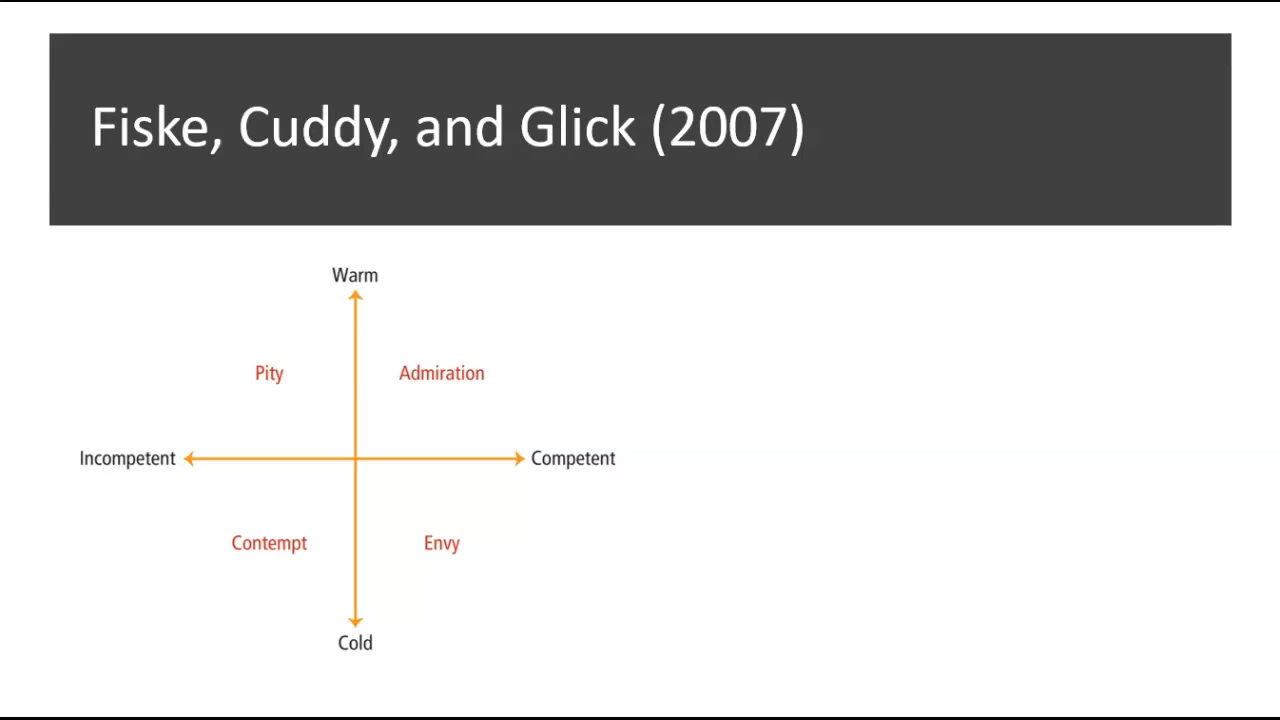 Fiske, Cuddy, and Glick (2007)
Warm
Pity Admiration
Incompetent Competent
Contempt Envy
Cold